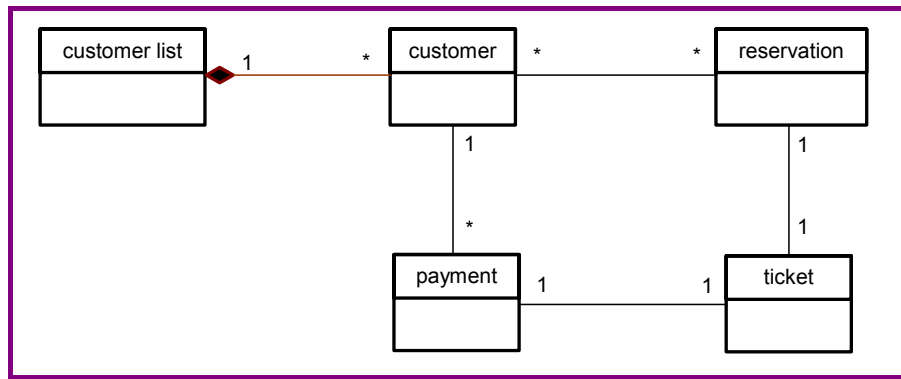 customer list
1
*
customer
*
*
reservation
1
1
*
1
payment
1
1
ticket